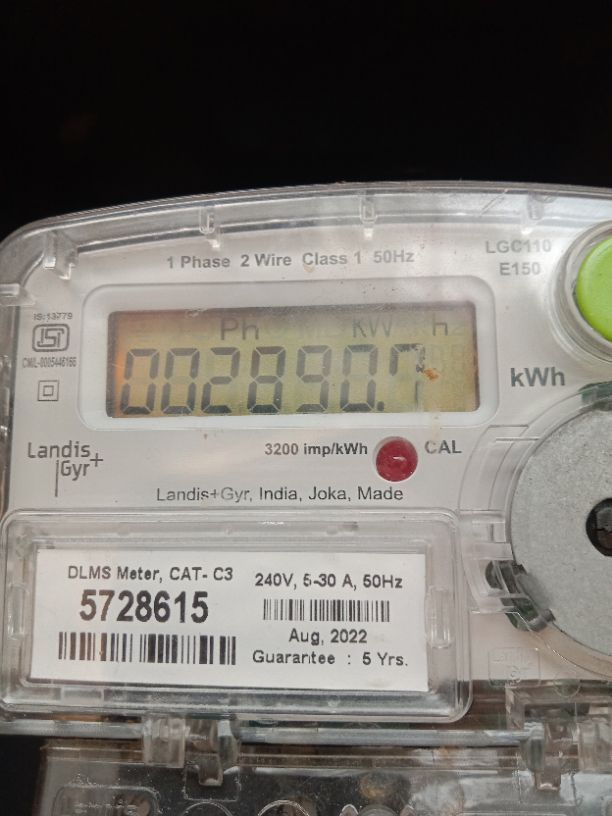 1 Phase 2 Wire Class 1 50Hz
LGC110
E150
IS:13779
ISI
CM/L-0005446166
Ph KW h
002890.7
kWh
3200 imp/kWh
CAL
Landis
Gyr+
Landis+Gyr, India, Joka, Made
DLMS Meter, CAT- C3
5728615
240V, 5-30 A, 50Hz
Aug, 2022
Guarantee : 5 Yrs.